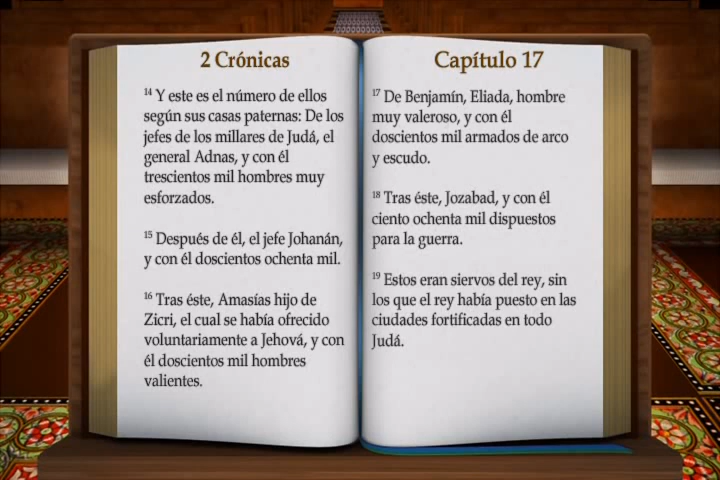 2 Crónicas
14 Y este es el número de ellos
según sus casas paternas: De los
jefes de los millares de Judá, el
general Adnas, y con él
trescientos mil hombres muy
esforzados.
15 Después de él, el jefe Johanán,
y con él doscientos ochenta mil.
16 Tras éste, Amasías hijo de
Zicri, el cual se había ofrecido
voluntariamente a Jehová, y con
él doscientos mil hombres
valientes.
Capítulo 17
17 De Benjamín, Eliada, hombre
muy valeroso, y con él
doscientos mil armados de arco
y escudo.
18 Tras éste, Jozabad, y con él
ciento ochenta mil dispuestos
para la guerra.
19 Estos eran siervos del rey, sin
los que el rey había puesto en las
ciudades fortificadas en todo
Judá.